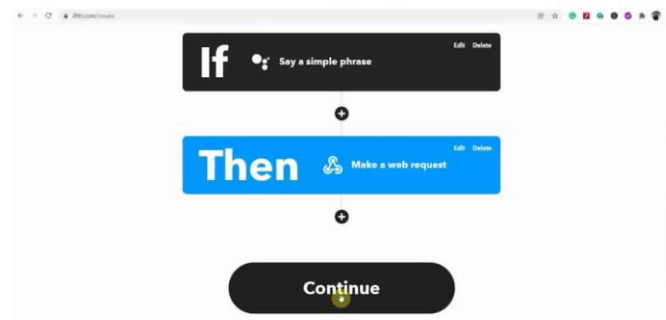 ifttt.com/create
Edit Delete
If Say a simple phrase
Edit Delete
Then Make a web request
Continue